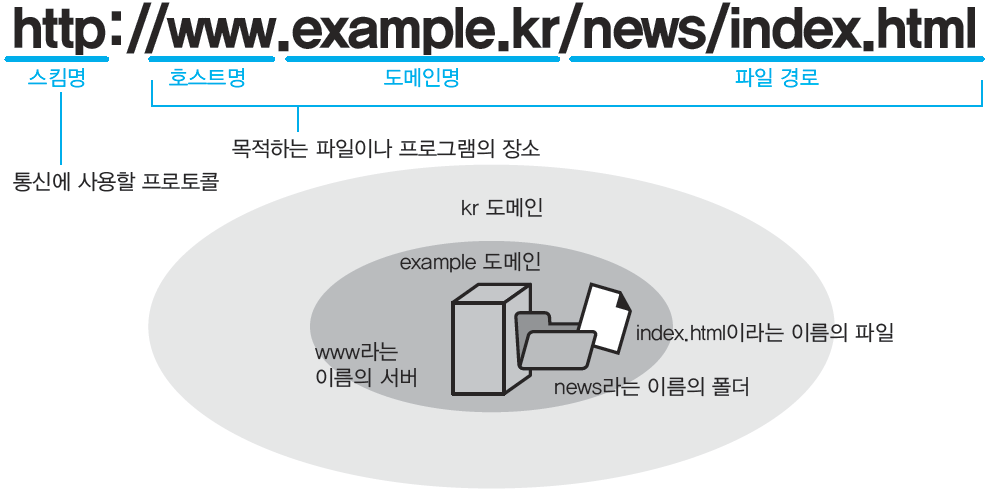 http://www.example.kr/news/index.html
스킴명
호스트명
도메인명
파일 경로
목적하는 파일이나 프로그램의 장소
통신에 사용할 프로토콜
kr 도메인
example 도메인
index.html이라는 이름의 파일
www라는
이름의 서버
news라는 이름의 폴더